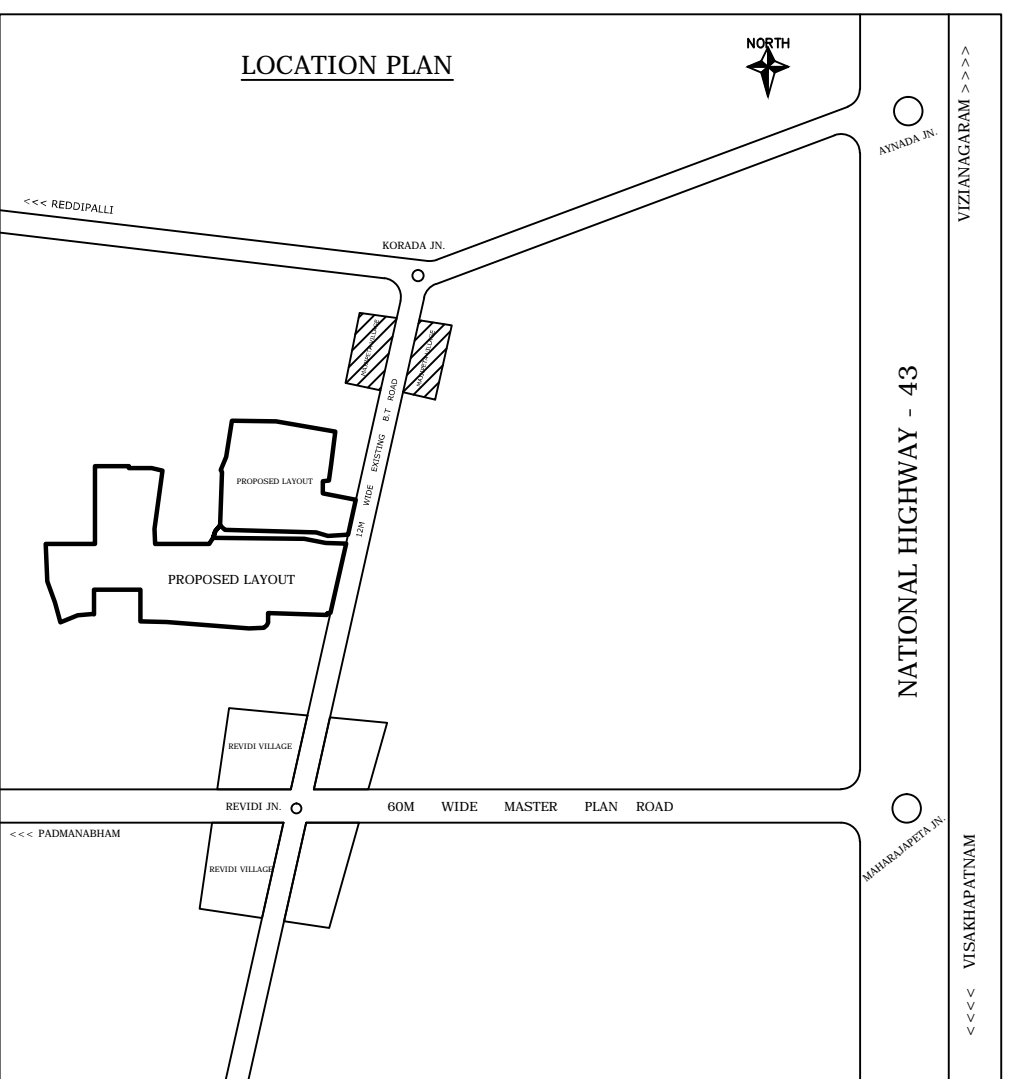 LOCATION PLAN
NORTH
VIZIANAGARAM >>>>
AYNADA JN.
<<< REDDIPALLI
KORADA JN.
12M WIDE EXISTING B.T ROAD
NATIONAL HIGHWAY - 43
PROPOSED LAYOUT
PROPOSED LAYOUT
REVIDI VILLAGE
REVIDI JN.
60M WIDE MASTER PLAN ROAD
<<< PADMANABHAM
MAHARAJAPETA JN.
REVIDI VILLAGE
<<<< VISAKHAPATNAM